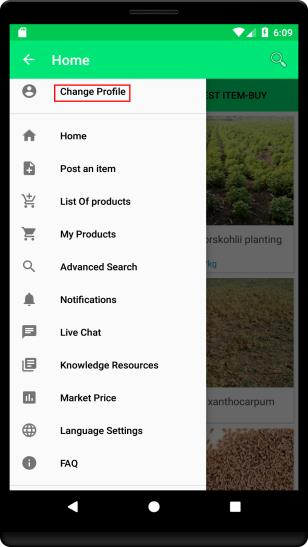 6:09
Home
Change Profile
EST ITEM-BUY
Home
Post an item
List Of products
My Products
orskohlii planting
/kg
Advanced Search
Notifications
Live Chat
Knowledge Resources
Market Price
xanthocarpum
Language Settings
FAQ